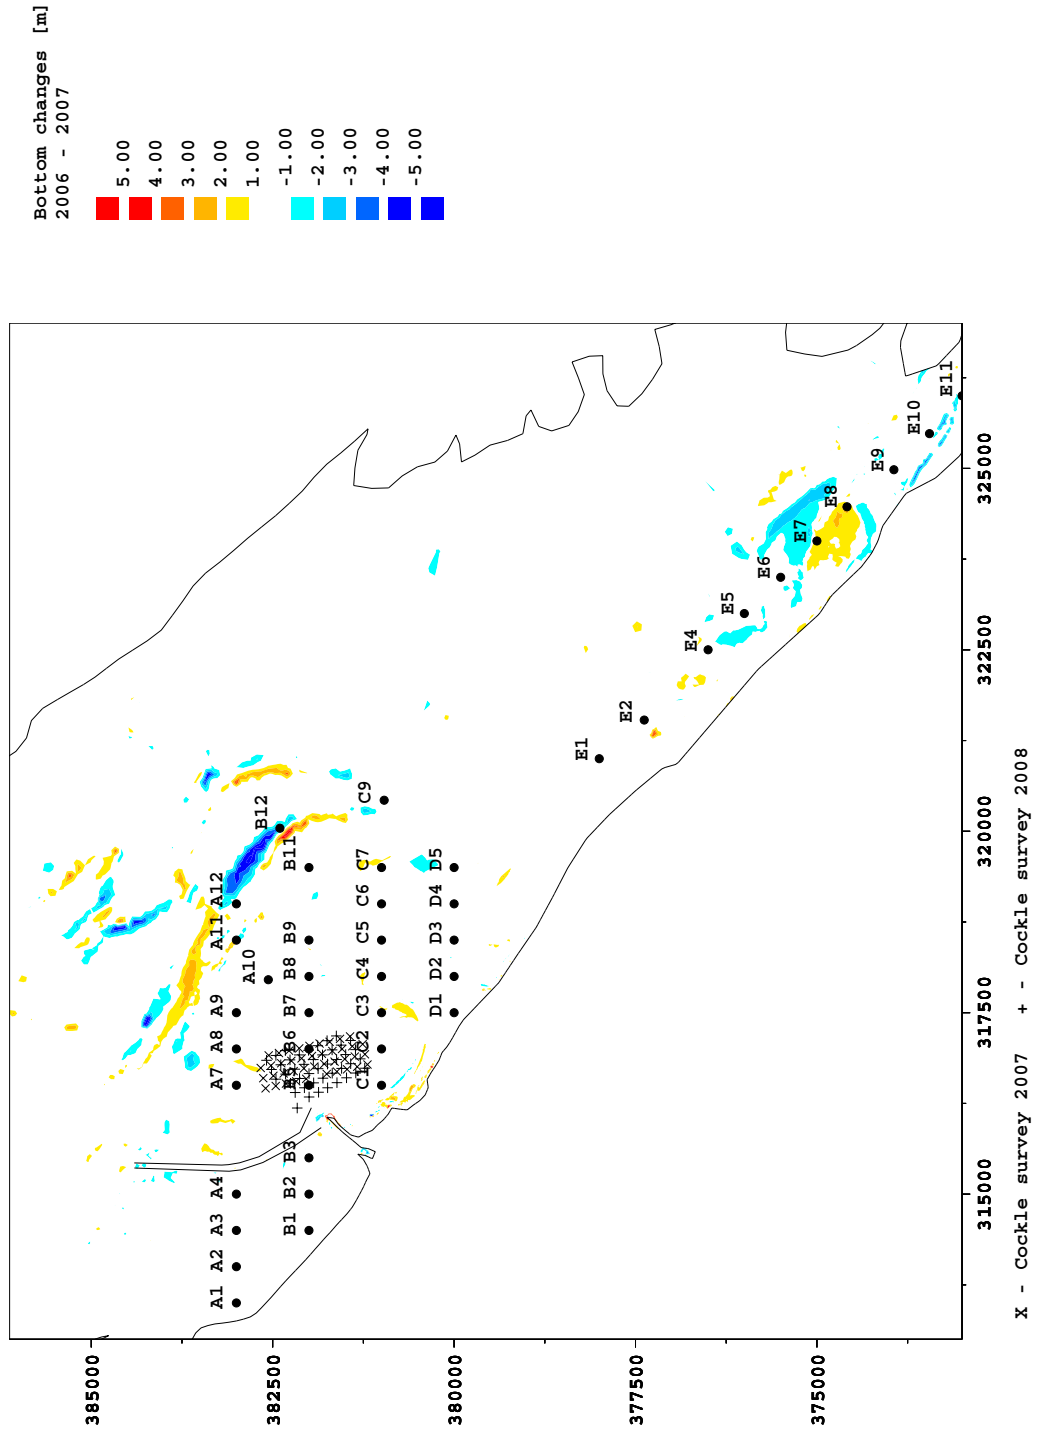 Bottom changes [m]
2006 - 2007
5.00
4.00
3.00
2.00
1.00
-1.00
-2.00
-3.00
-4.00
-5.00
385000
382500
380000
377500
375000
315000
317500
320000
322500
325000
A1
A2
A3
A4
A7
A8
A9
A10
A11
A12
B1
B2
B3
B5
B6
B7
B8
B9
B11
B12
C1
C2
C3
C4
C5
C6
C7
C9
D1
D2
D3
D4
D5
E1
E2
E4
E5
E6
E7
E8
E9
E10
E11
X - Cockle survey 2007 + - Cockle survey 2008